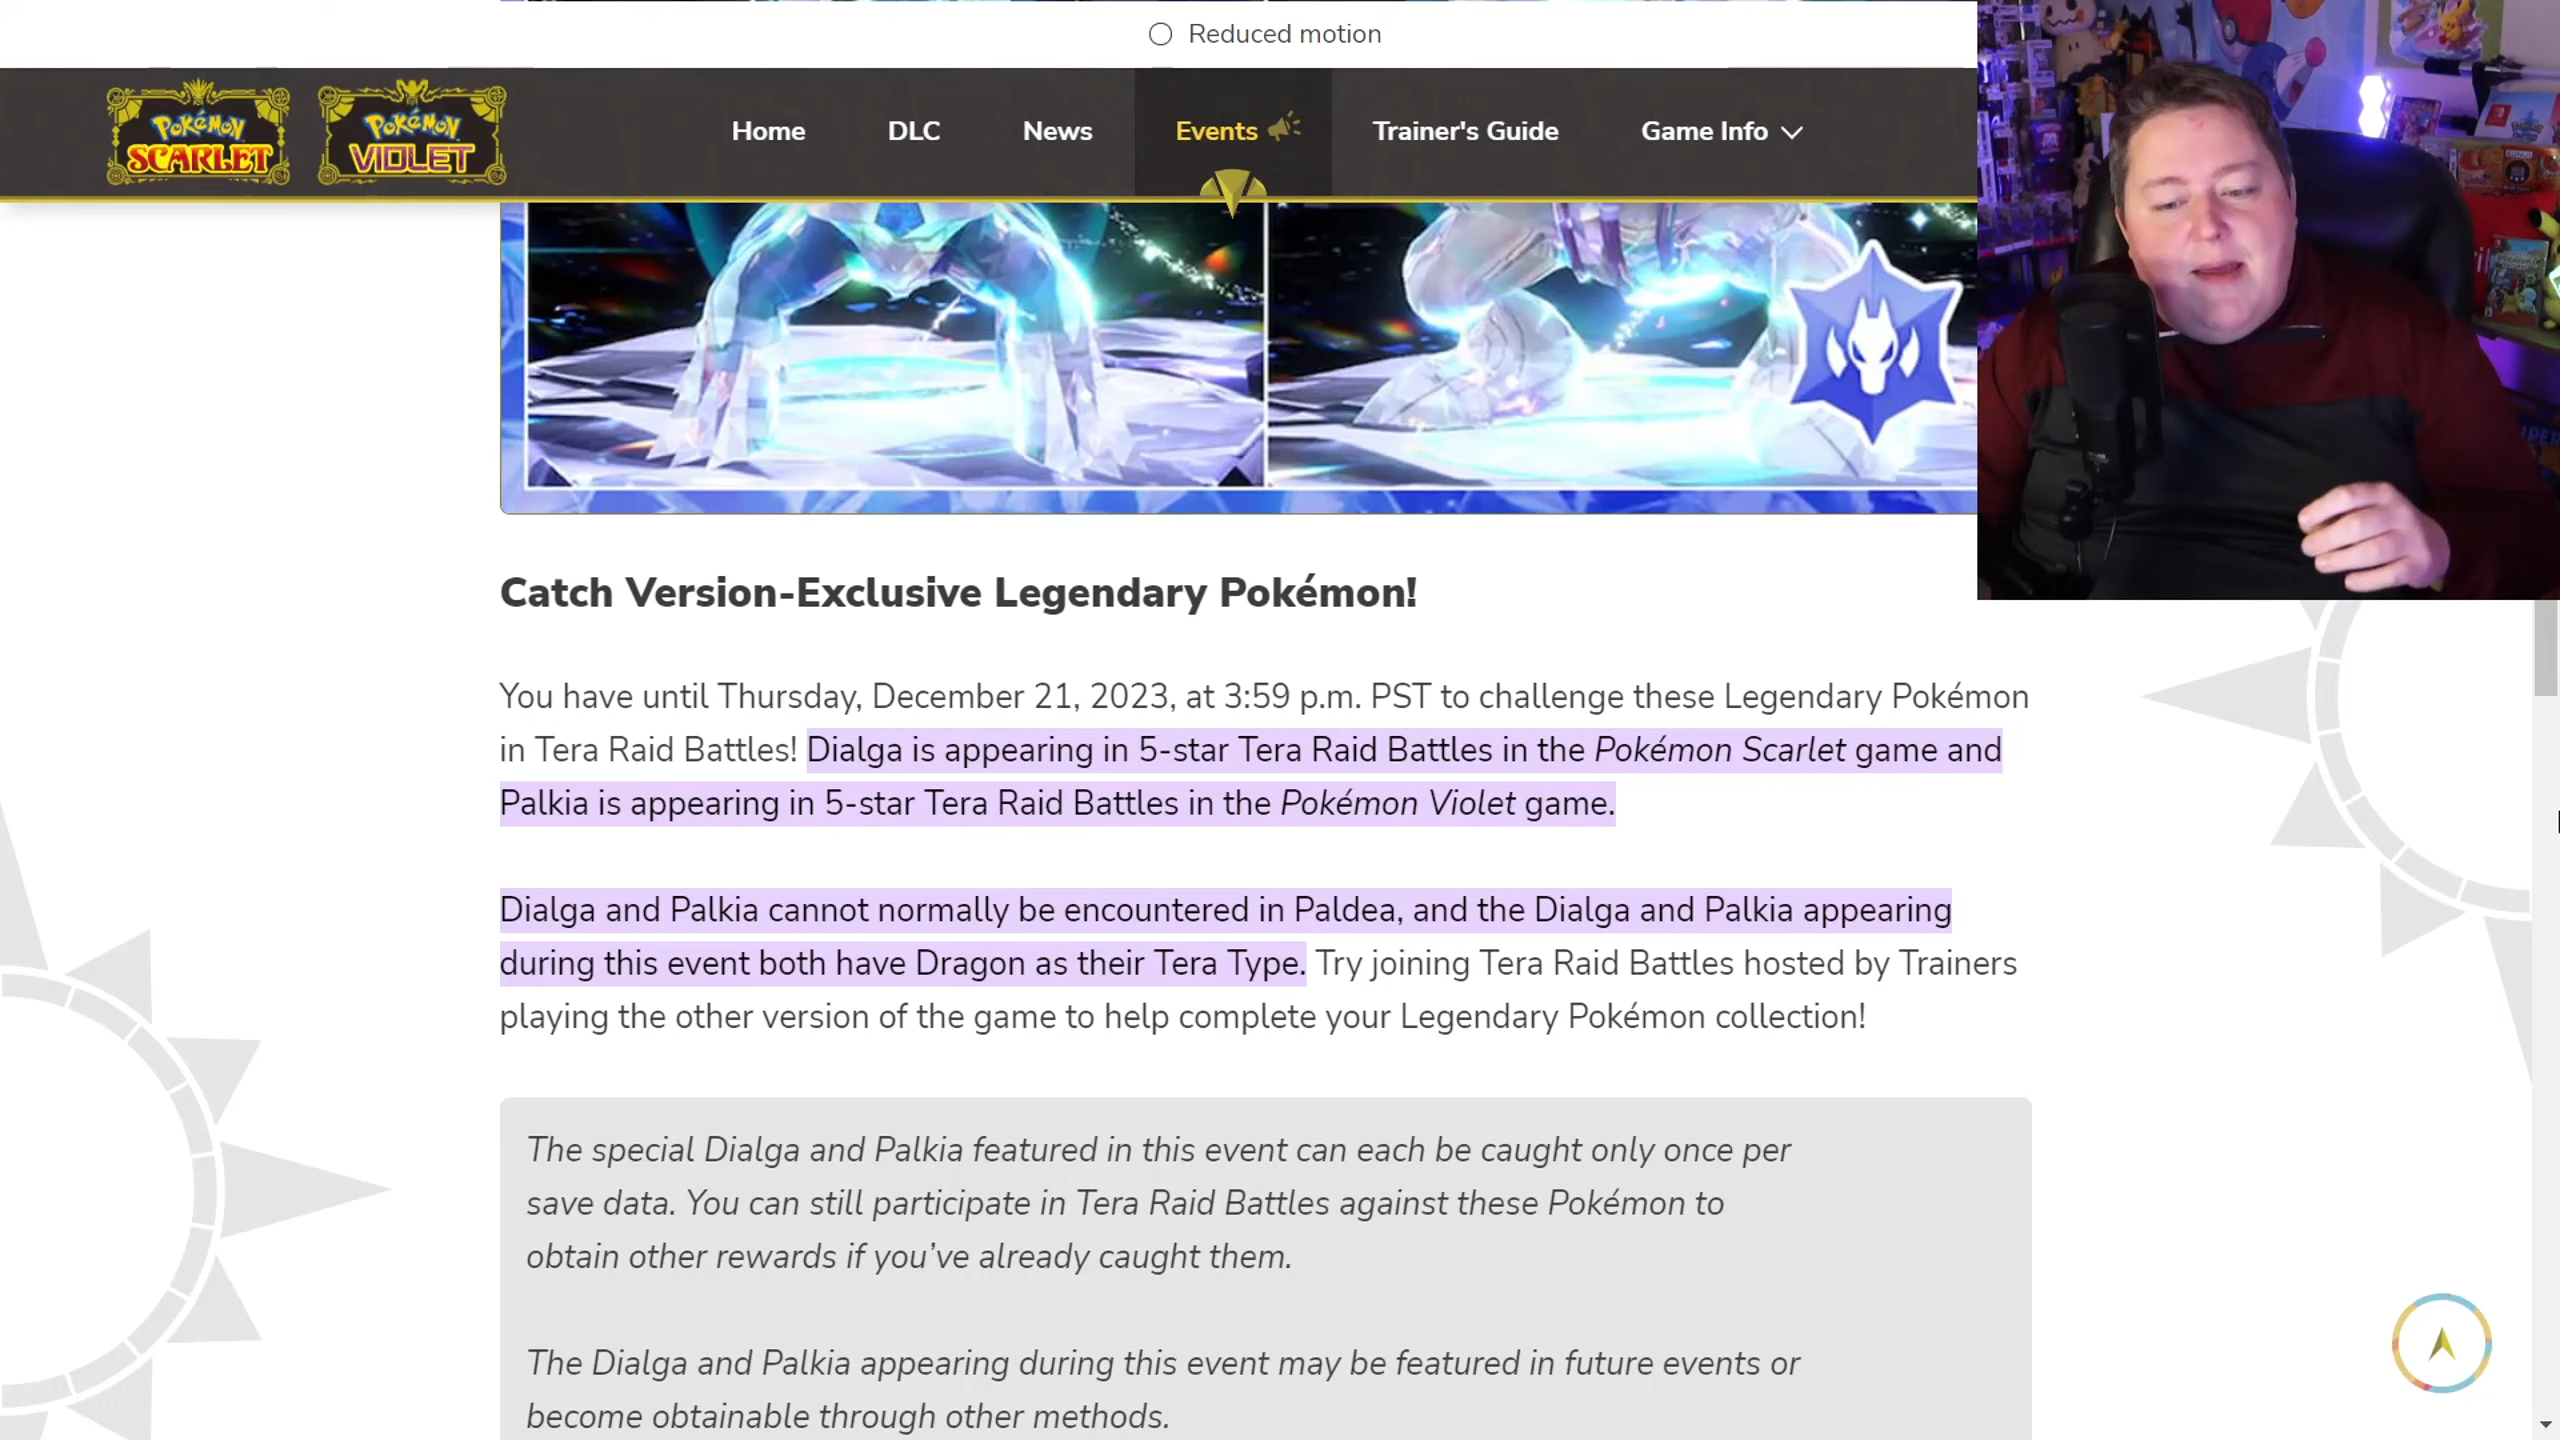 Reduced motion
POKÉMON SCARLET
POKÉMON VIOLET
Home
DLC
News
Events
Trainer's Guide
Game Info
Catch Version-Exclusive Legendary Pokémon!
You have until Thursday, December 21, 2023, at 3:59 p.m. PST to challenge these Legendary Pokémon
in Tera Raid Battles! Dialga is appearing in 5-star Tera Raid Battles in the Pokémon Scarlet game and
Palkia is appearing in 5-star Tera Raid Battles in the Pokémon Violet game.
Dialga and Palkia cannot normally be encountered in Paldea, and the Dialga and Palkia appearing
during this event both have Dragon as their Tera Type. Try joining Tera Raid Battles hosted by Trainers
playing the other version of the game to help complete your Legendary Pokémon collection!
The special Dialga and Palkia featured in this event can each be caught only once per
save data. You can still participate in Tera Raid Battles against these Pokémon to
obtain other rewards if you’ve already caught them.
The Dialga and Palkia appearing during this event may be featured in future events or
become obtainable through other methods.